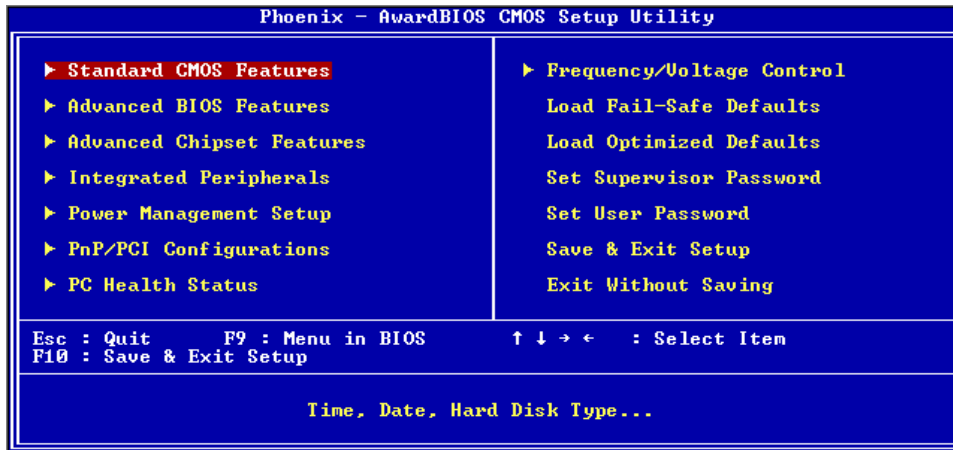 Phoenix - AwardBIOS CMOS Setup Utility
▶ Standard CMOS Features
▶ Advanced BIOS Features
▶ Advanced Chipset Features
▶ Integrated Peripherals
▶ Power Management Setup
▶ PnP/PCI Configurations
▶ PC Health Status
▶ Frequency/Voltage Control
Load Fail-Safe Defaults
Load Optimized Defaults
Set Supervisor Password
Set User Password
Save & Exit Setup
Exit Without Saving
Esc : Quit F9 : Menu in BIOS ↑ ↓ → ← : Select Item
F10 : Save & Exit Setup
Time, Date, Hard Disk Type...